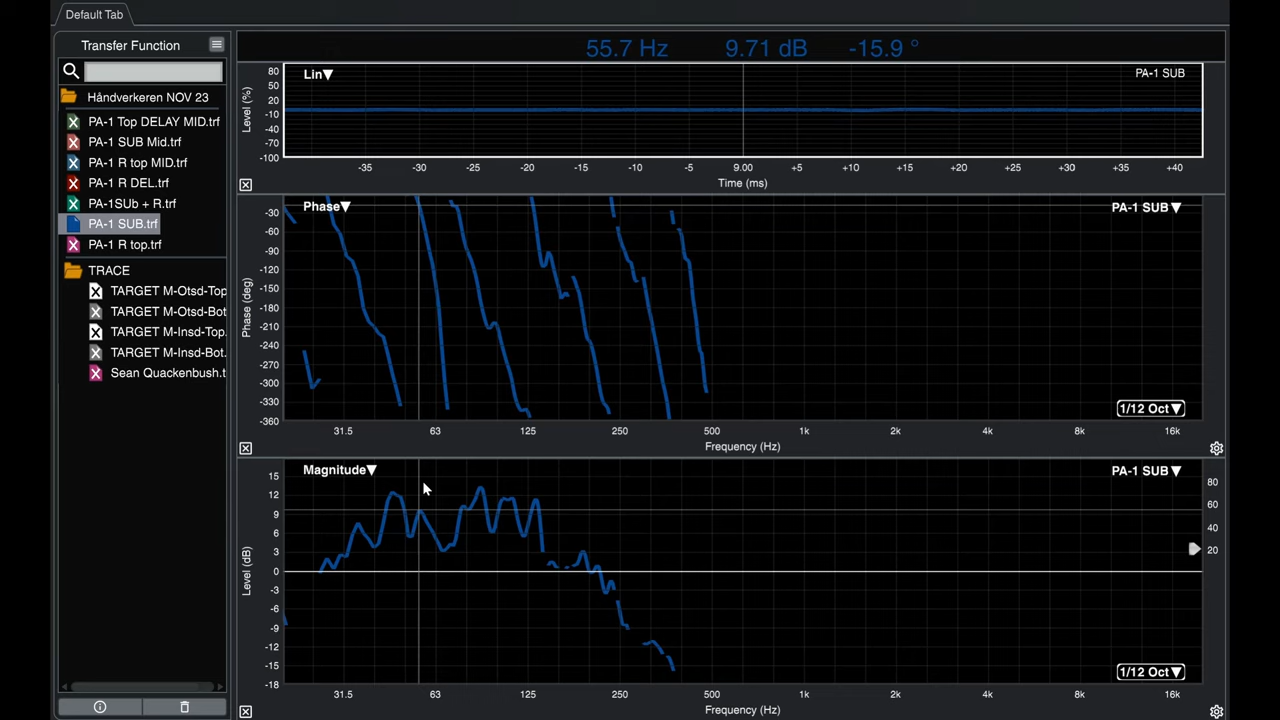 Default Tab
Transfer Function
Håndverkeren NOV 23
PA-1 Top DELAY MID.trf
PA-1 SUB Mid.trf
PA-1 R top MID.trf
PA-1 R DEL.trf
PA-1SUb + R.trf
PA-1 SUB.trf
PA-1 R top.trf
TRACE
TARGET M-Otsd-Top
TARGET M-Otsd-Bot
TARGET M-Insd-Top.
TARGET M-Insd-Bot.
Sean Quackenbush.t
55.7 Hz 9.71 dB -15.9 °
Lin▼ PA-1 SUB
Level (%)
80
50
20
-10
-40
-70
-100
-35 -30 -25 -20 -15 -10 -5 9.00 +5 +10 +15 +20 +25 +30 +35 +40
Time (ms)
Phase▼ PA-1 SUB▼
Phase (deg)
-30
-60
-90
-120
-150
-180
-210
-240
-270
-300
-330
-360
1/12 Oct▼
31.5 63 125 250 500 1k 2k 4k 8k 16k
Frequency (Hz)
Magnitude▼ PA-1 SUB▼
Level (dB)
15
12
9
6
3
0
-3
-6
-9
-12
-15
-18
80
60
40
20
1/12 Oct▼
31.5 63 125 250 500 1k 2k 4k 8k 16k
Frequency (Hz)